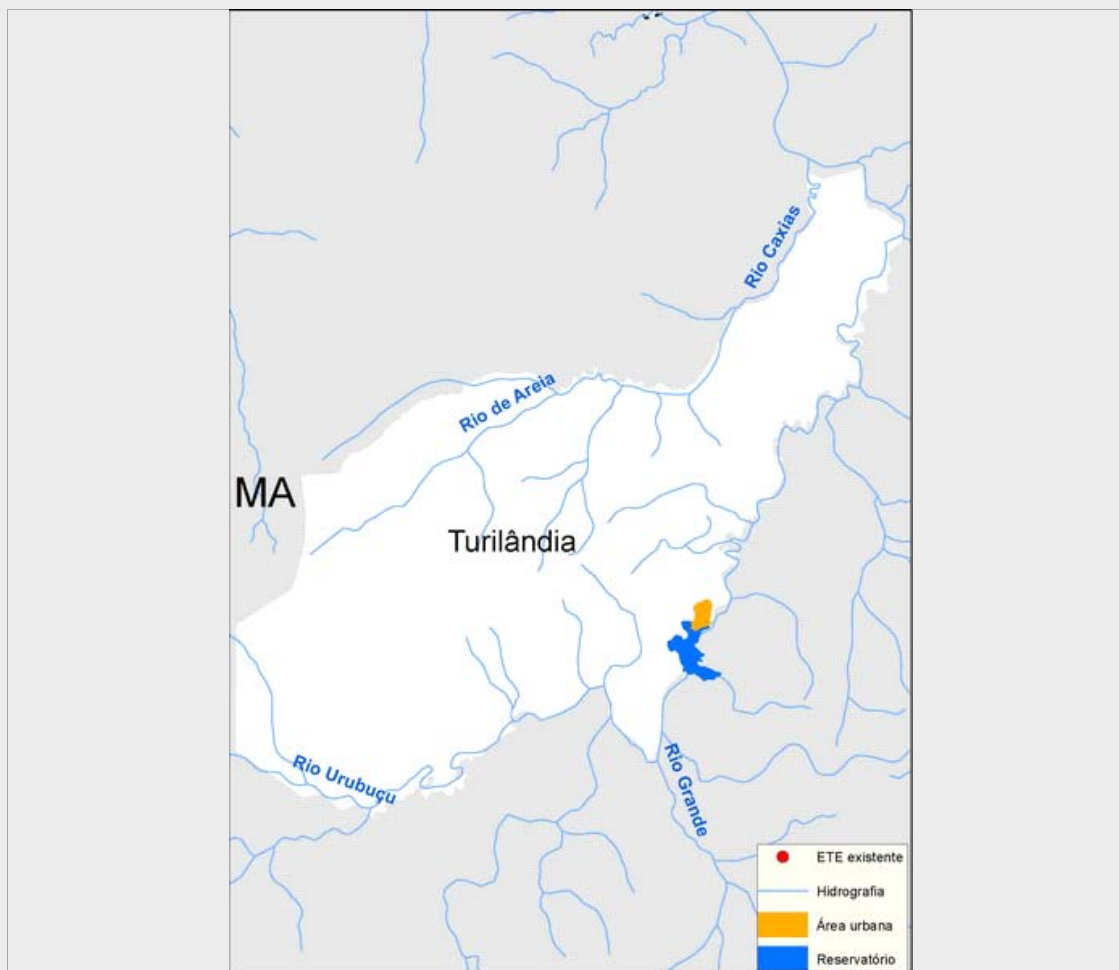 Rio Caxias
Rio de Areia
MA
Turilândia
Rio Urubuçu
Rio Grande
ETE existente
Hidrografia
Área urbana
Reservatório